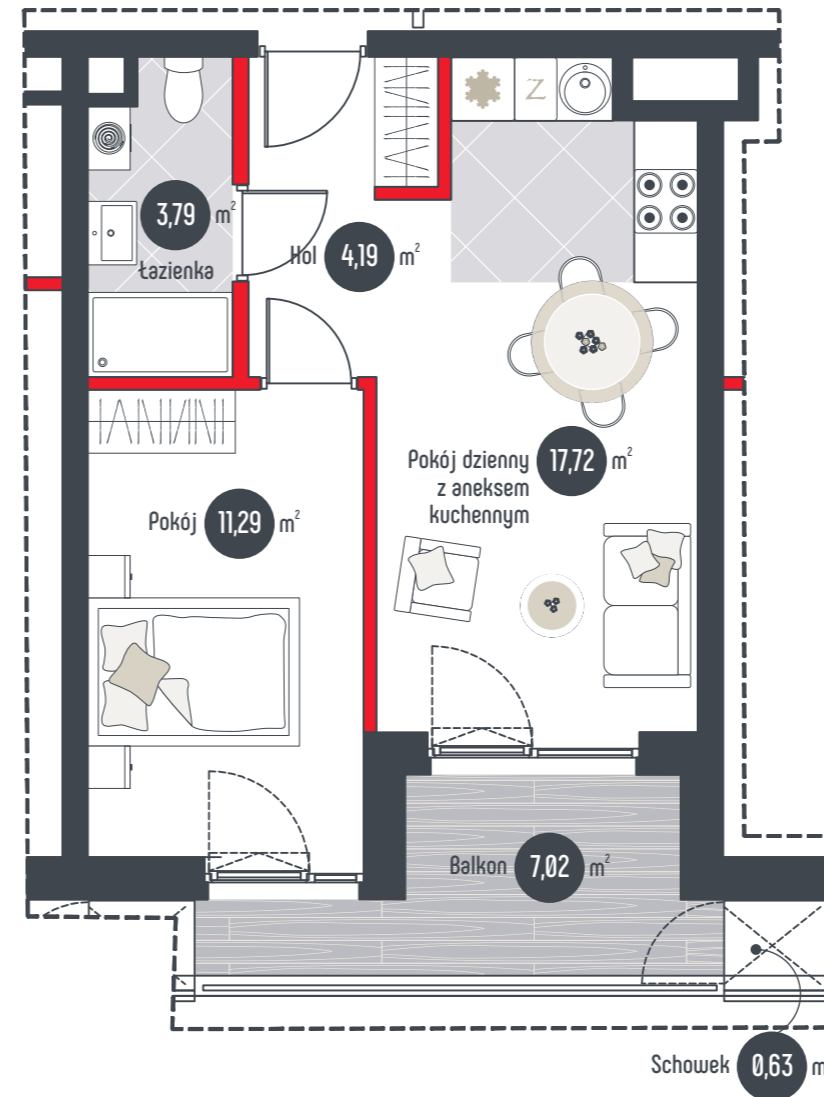 Z
3,79 m²
Łazienka
Hol 4,19 m²
Pokój dzienny 17,72 m²
z aneksem
kuchennym
Pokój 11,29 m²
Balkon 7,02 m²
Schowek 0,63 m